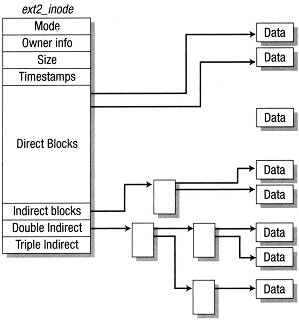 ext2_inode
Mode
Owner info
Size
Timestamps
Direct Blocks
Indirect blocks
Double Indirect
Triple Indirect
Data
Data
Data
Data
Data
Data
Data
Data